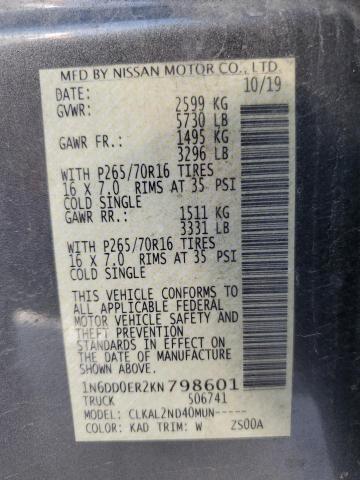 MFD BY NISSAN MOTOR CO., LTD.
DATE: 10/19
GVWR: 2599 KG
5730 LB
GAWR FR: 1495 KG
3296 LB
WITH P265/70R16 TIRES
16 X 7.0 RIMS AT 35 PSI
COLD SINGLE
GAWR RR: 1511 KG
3331 LB
WITH P265/70R16 TIRES
16 X 7.0 RIMS AT 35 PSI
COLD SINGLE
THIS VEHICLE CONFORMS TO
ALL APPLICABLE FEDERAL
MOTOR VEHICLE SAFETY AND
THEFT PREVENTION
STANDARDS IN EFFECT ON
THE DATE OF MANUFACTURE
SHOWN ABOVE.
1N6DD0ER2KN798601
TRUCK 506741
MODEL: CLKAL2ND40MUN-----
COLOR: KAD TRIM: W ZS00A